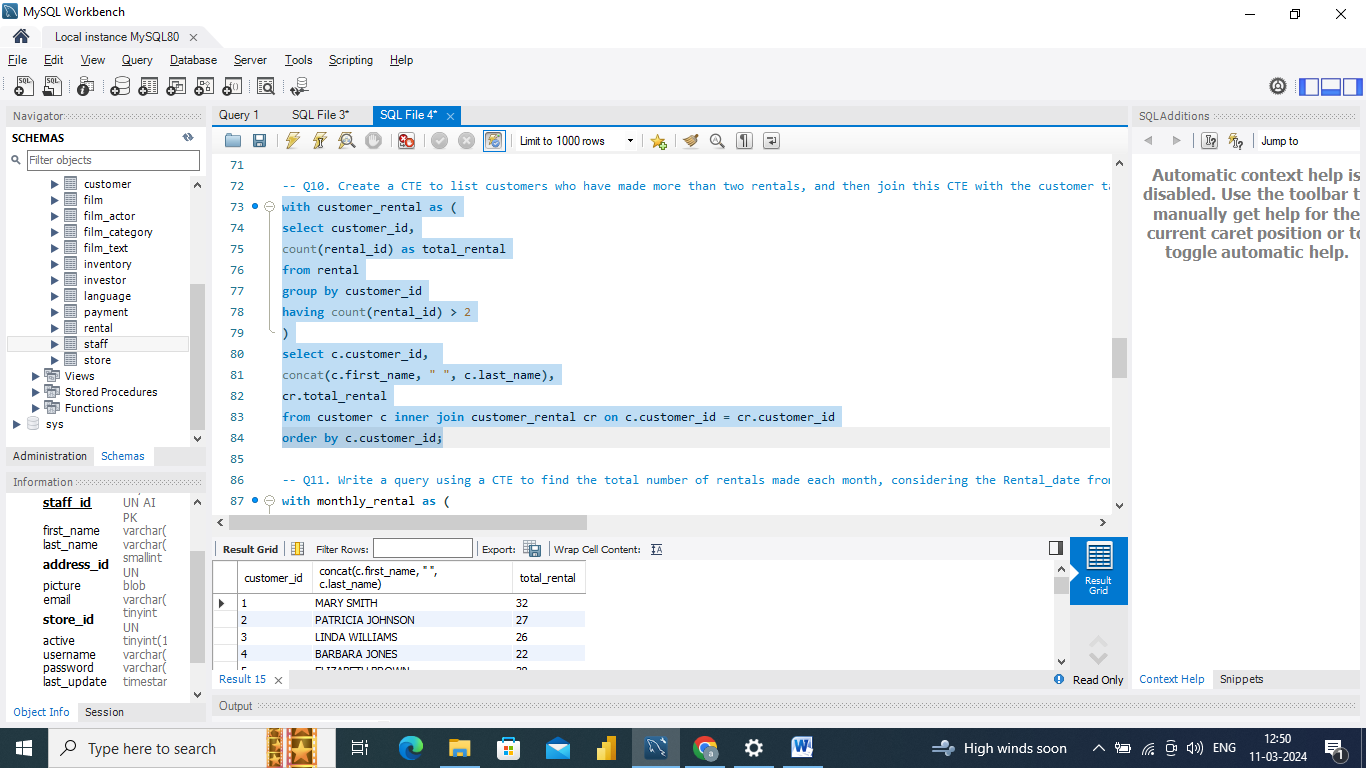 MySQL Workbench
Local instance MySQL80
File Edit View Query Database Server Tools Scripting Help
Navigator
SCHEMAS
Filter objects
customer
film
film_actor
film_category
film_text
inventory
investor
language
payment
rental
staff
store
Views
Stored Procedures
Functions
sys
Administration Schemas
Information
staff_id UN AI
PK
first_name varchar(
last_name varchar(
address_id smallint
UN
picture blob
email varchar(
store_id tinyint
UN
active tinyint(1
username varchar(
password varchar(
last_update timestar
Object Info Session
Query 1 SQL File 3* SQL File 4*
Limit to 1000 rows
71
72 -- Q10. Create a CTE to list customers who have made more than two rentals, and then join this CTE with the customer ta
73 with customer_rental as (
74 select customer_id,
75 count(rental_id) as total_rental
76 from rental
77 group by customer_id
78 having count(rental_id) > 2
79 )
80 select c.customer_id,
81 concat(c.first_name, " ", c.last_name),
82 cr.total_rental
83 from customer c inner join customer_rental cr on c.customer_id = cr.customer_id
84 order by c.customer_id;
85
86 -- Q11. Write a query using a CTE to find the total number of rentals made each month, considering the Rental_date fro
87 with monthly_rental as (
Result Grid Filter Rows: Export: Wrap Cell Content:
customer_id concat(c.first_name, " ", total_rental
c.last_name)
1 MARY SMITH 32
2 PATRICIA JOHNSON 27
3 LINDA WILLIAMS 26
4 BARBARA JONES 22
Result
Grid
Result 15 Read Only
Output
SQLAdditions
Jump to
Automatic context help is
disabled. Use the toolbar t
manually get help for the
current caret position or to
toggle automatic help.
Context Help Snippets
Type here to search
High winds soon
ENG
12:50
11-03-2024
1